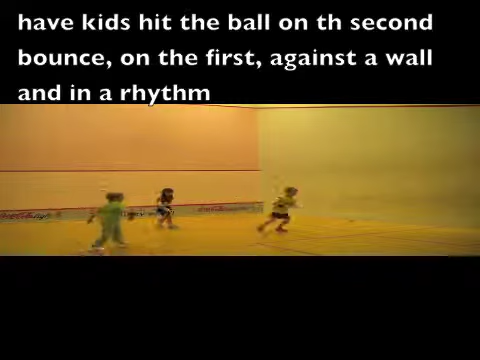 have kids hit the ball on th second
bounce, on the first, against a wall
and in a rhythm